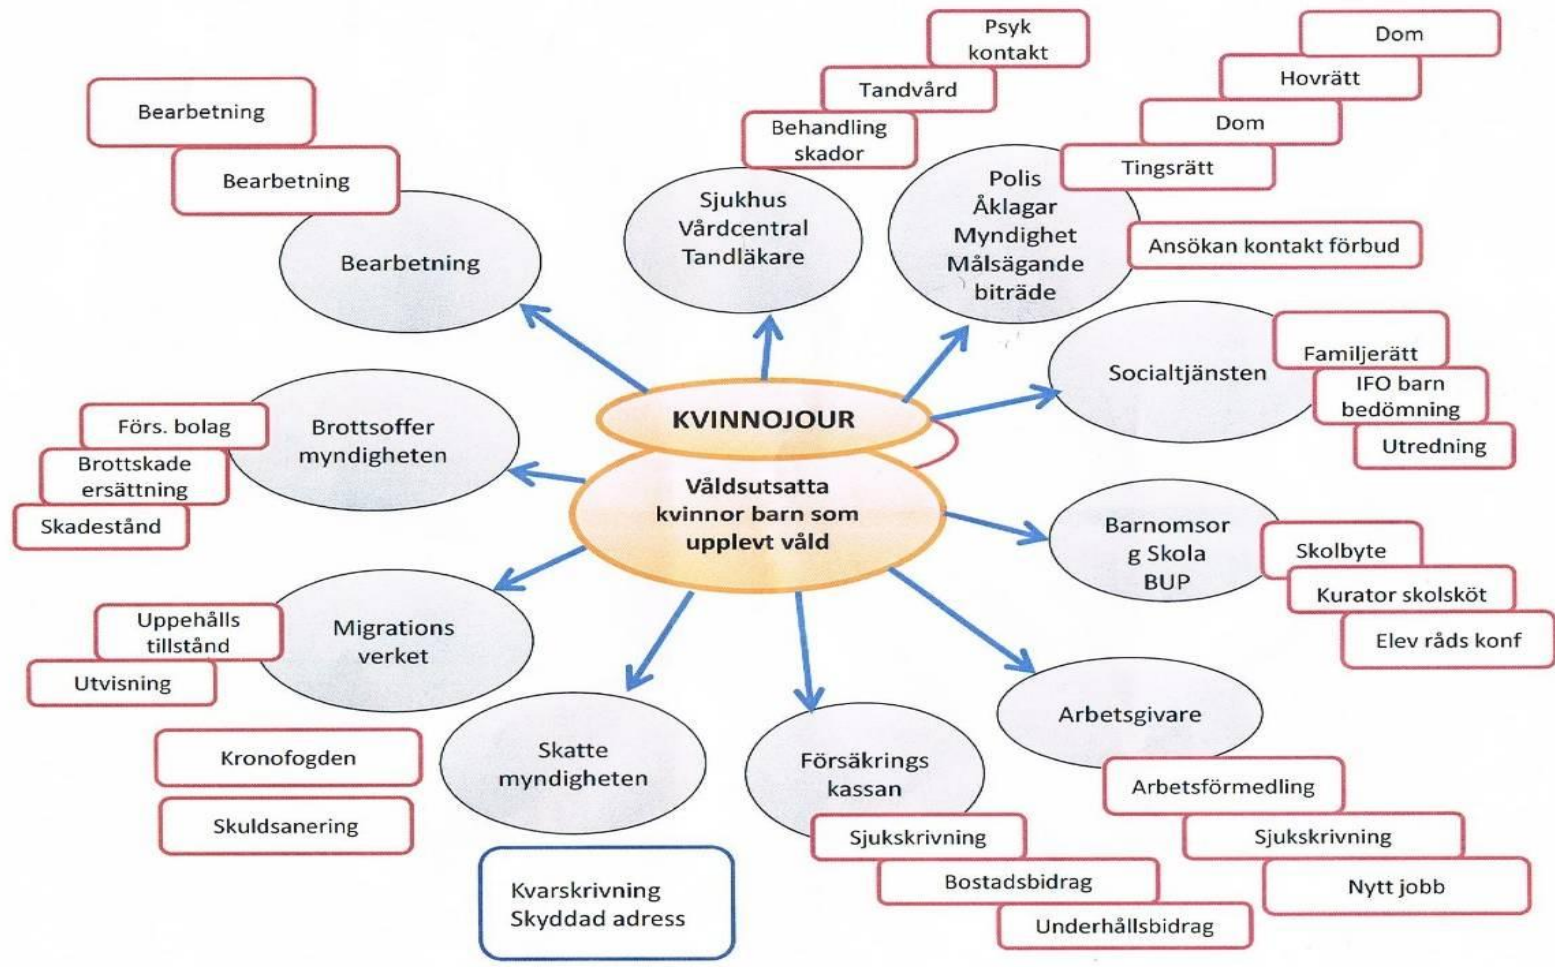 Psyk
kontakt
Tandvård
Behandling
skador
Dom
Hovrätt
Dom
Tingsrätt
Bearbetning
Bearbetning
Bearbetning
Sjukhus
Vårdcentral
Tandläkare
Polis
Åklagar
Myndighet
Målsägande
biträde
Ansökan kontakt förbud
Socialtjänsten
Familjerätt
IFO barn
bedömning
Utredning
KVINNOJOUR
Våldsutsatta
kvinnor barn som
upplevt våld
Brottsoffer
myndigheten
Förs. bolag
Brottskade
ersättning
Skadestånd
Barnomsor
g Skola
BUP
Skolbyte
Kurator skolsköt
Elev råds konf
Migrations
verket
Uppehålls
tillstånd
Utvisning
Arbetsgivare
Arbetsförmedling
Sjukskrivning
Nytt jobb
Försäkrings
kassan
Sjukskrivning
Bostadsbidrag
Underhållsbidrag
Skatte
myndigheten
Kronofogden
Skuldsanering
Kvarskrivning
Skyddad adress